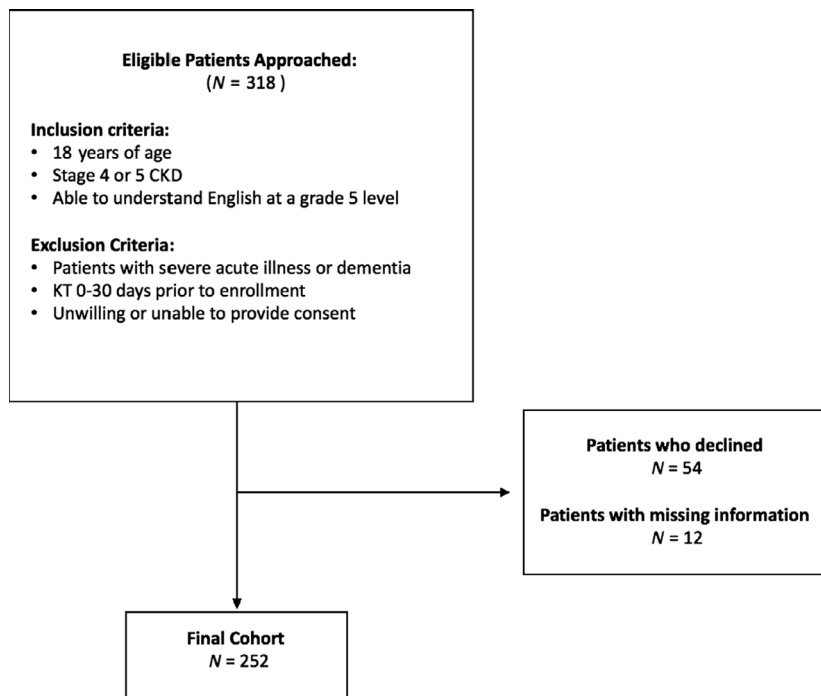 Eligible Patients Approached:
(N = 318 )
Inclusion criteria:
• 18 years of age
• Stage 4 or 5 CKD
• Able to understand English at a grade 5 level
Exclusion Criteria:
• Patients with severe acute illness or dementia
• KT 0-30 days prior to enrollment
• Unwilling or unable to provide consent
Patients who declined
N = 54
Patients with missing information
N = 12
Final Cohort
N = 252